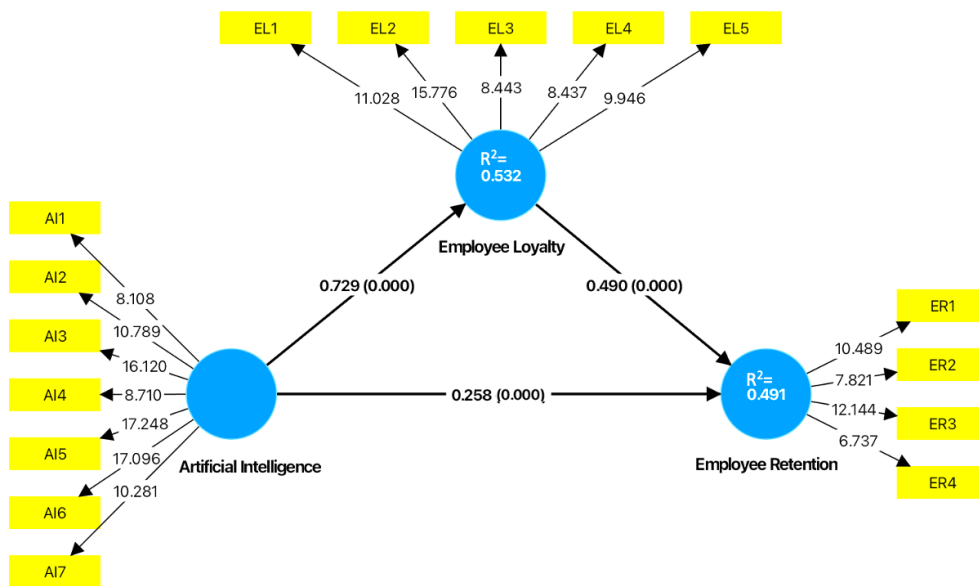 EL1
EL2
EL3
EL4
EL5
11.028
15.776
8.443
8.437
9.946
R²=
0.532
Employee Loyalty
AI1
AI2
AI3
AI4
AI5
AI6
AI7
8.108
10.789
16.120
8.710
17.248
17.096
10.281
Artificial Intelligence
0.729 (0.000)
0.490 (0.000)
0.258 (0.000)
R²=
0.491
Employee Retention
10.489
7.821
12.144
6.737
ER1
ER2
ER3
ER4